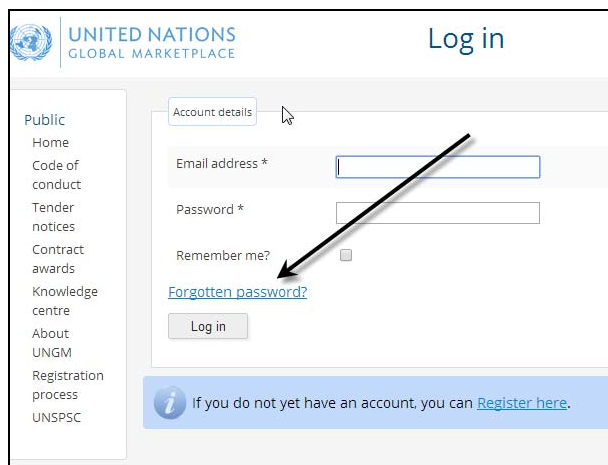 UNITED NATIONS
GLOBAL MARKETPLACE
Log in
Public
Home
Code of
conduct
Tender
notices
Contract
awards
Knowledge
centre
About
UNGM
Registration
process
UNSPSC
Account details
Email address *
Password *
Remember me?
Forgotten password?
Log in
If you do not yet have an account, you can Register here.